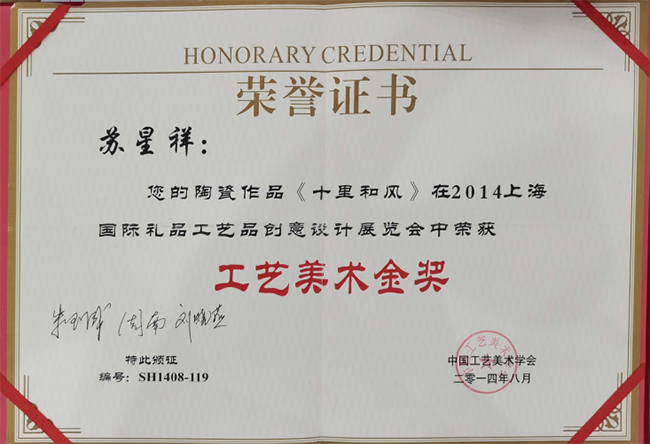 HONORARY CREDENTIAL
荣誉证书
苏星祥：
您的陶瓷作品《十里和风》在2014上海
国际礼品工艺品创意设计展览会中荣获
工艺美术金奖
特此颁证
编号：SH1408-119
中国工艺美术学会
二〇一四年八月